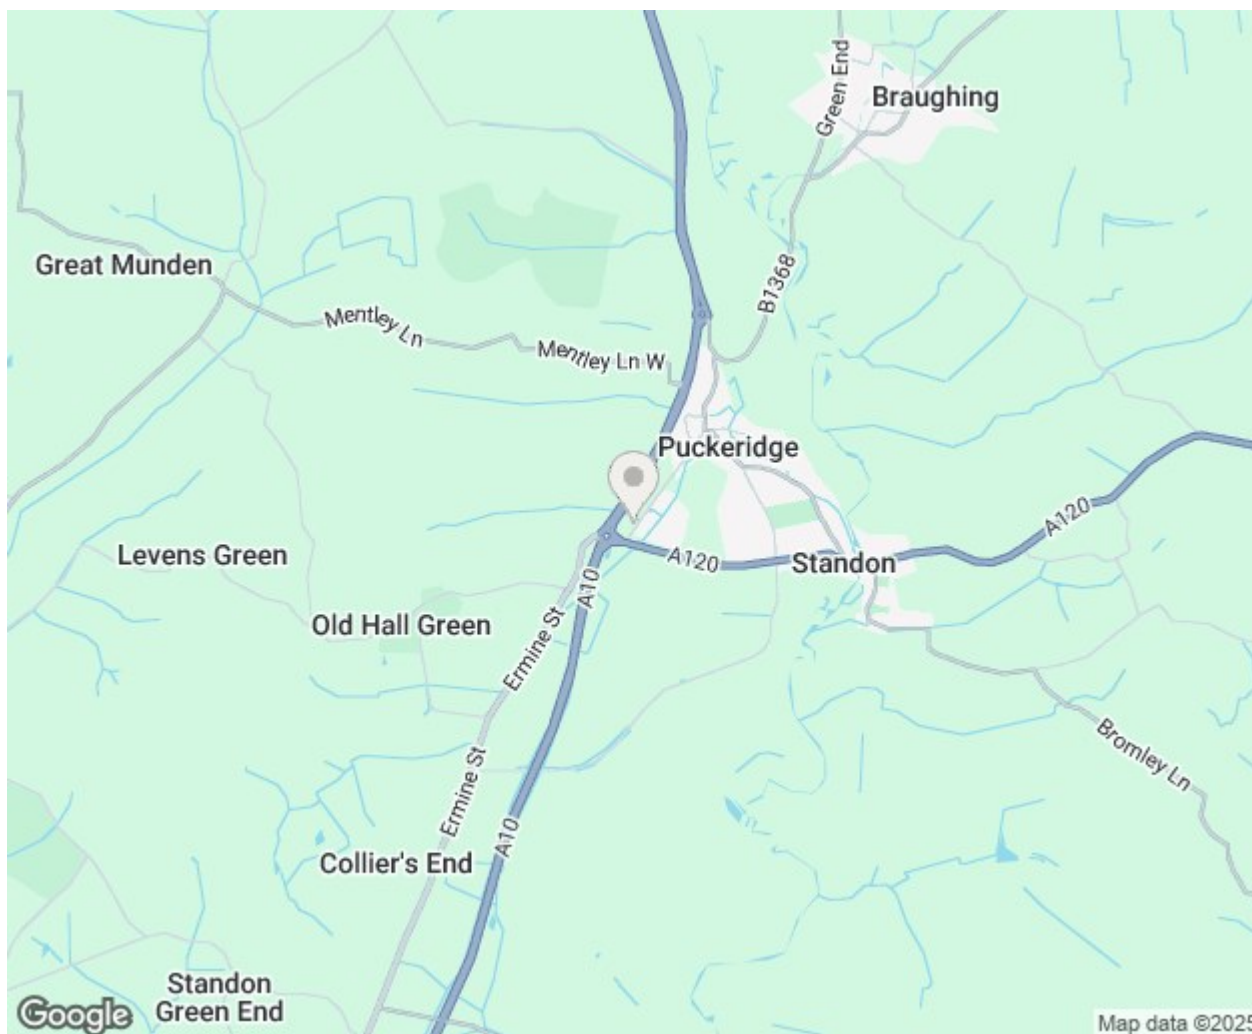 Green End
Braughing
Great Munden
B1368
Mentley Ln
Mentley Ln W
Puckeridge
A120
Levens Green
A120
Standon
A10
Old Hall Green
Ermine St
Bromley Ln
Ermine St
A10
Collier's End
Standon
Green End
Google
Map data ©2025